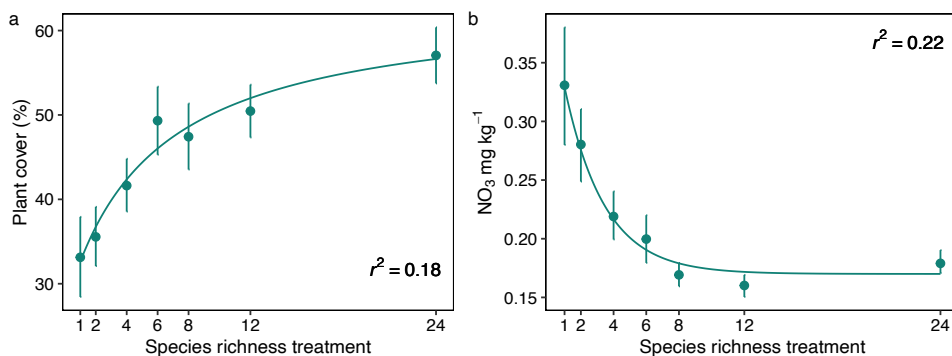 a
Plant cover (%)
60
50
40
30
r² = 0.18
1 2 4 6 8 12 24
Species richness treatment
b
NO₃ mg kg⁻¹
0.35
0.30
0.25
0.20
0.15
r² = 0.22
1 2 4 6 8 12 24
Species richness treatment